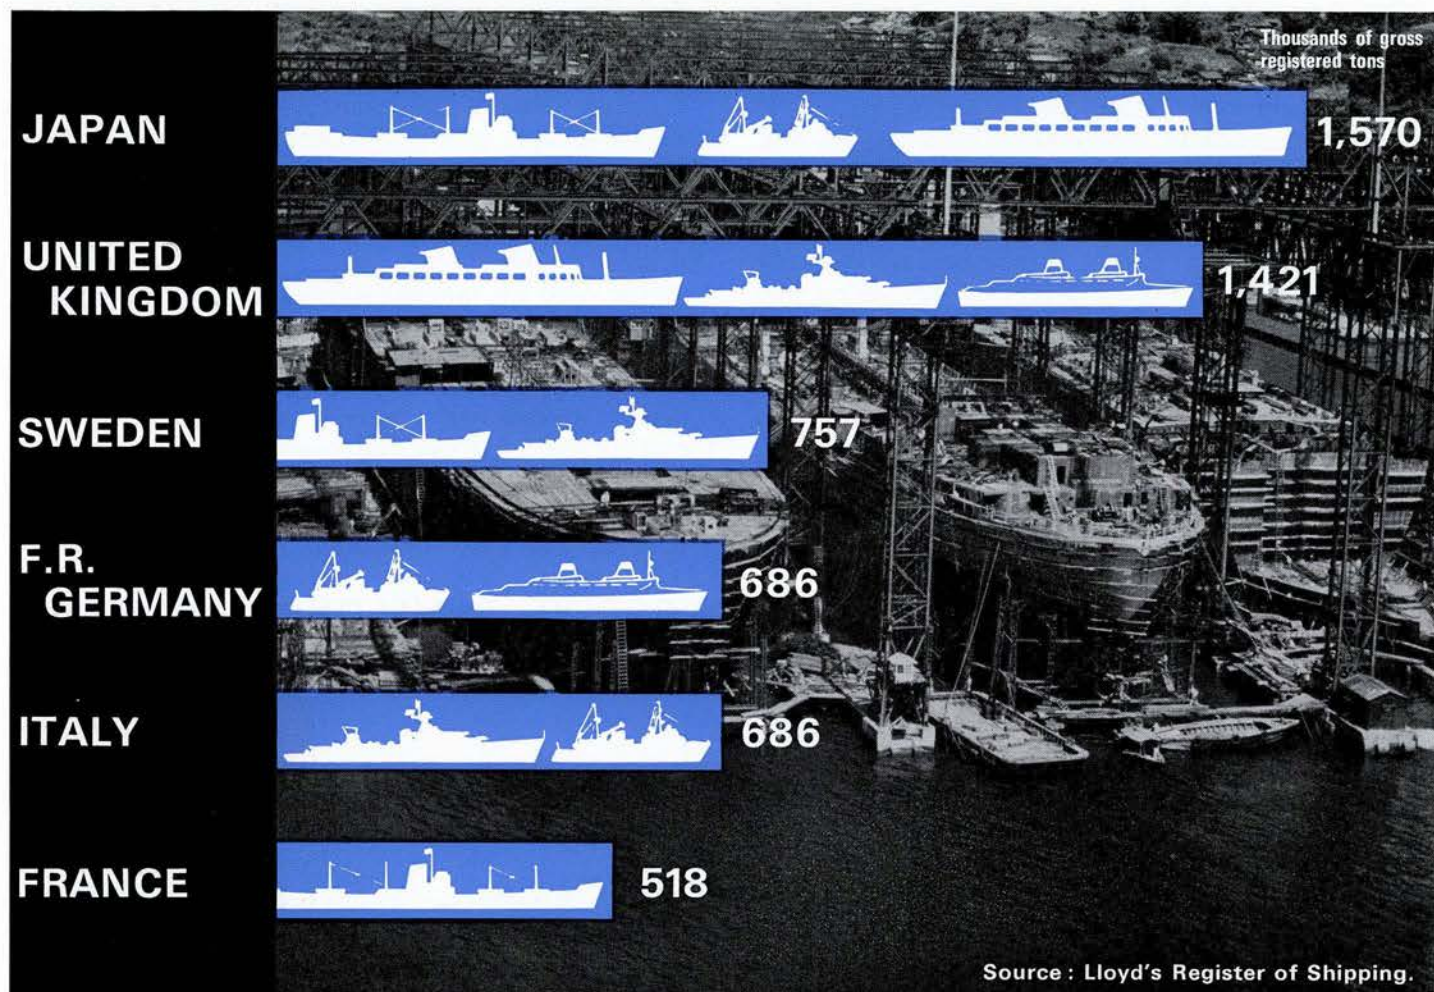 Thousands of gross
registered tons
JAPAN
1,570
UNITED
KINGDOM
1,421
SWEDEN
757
F.R.
GERMANY
686
ITALY
686
FRANCE
518
Source : Lloyd's Register of Shipping.